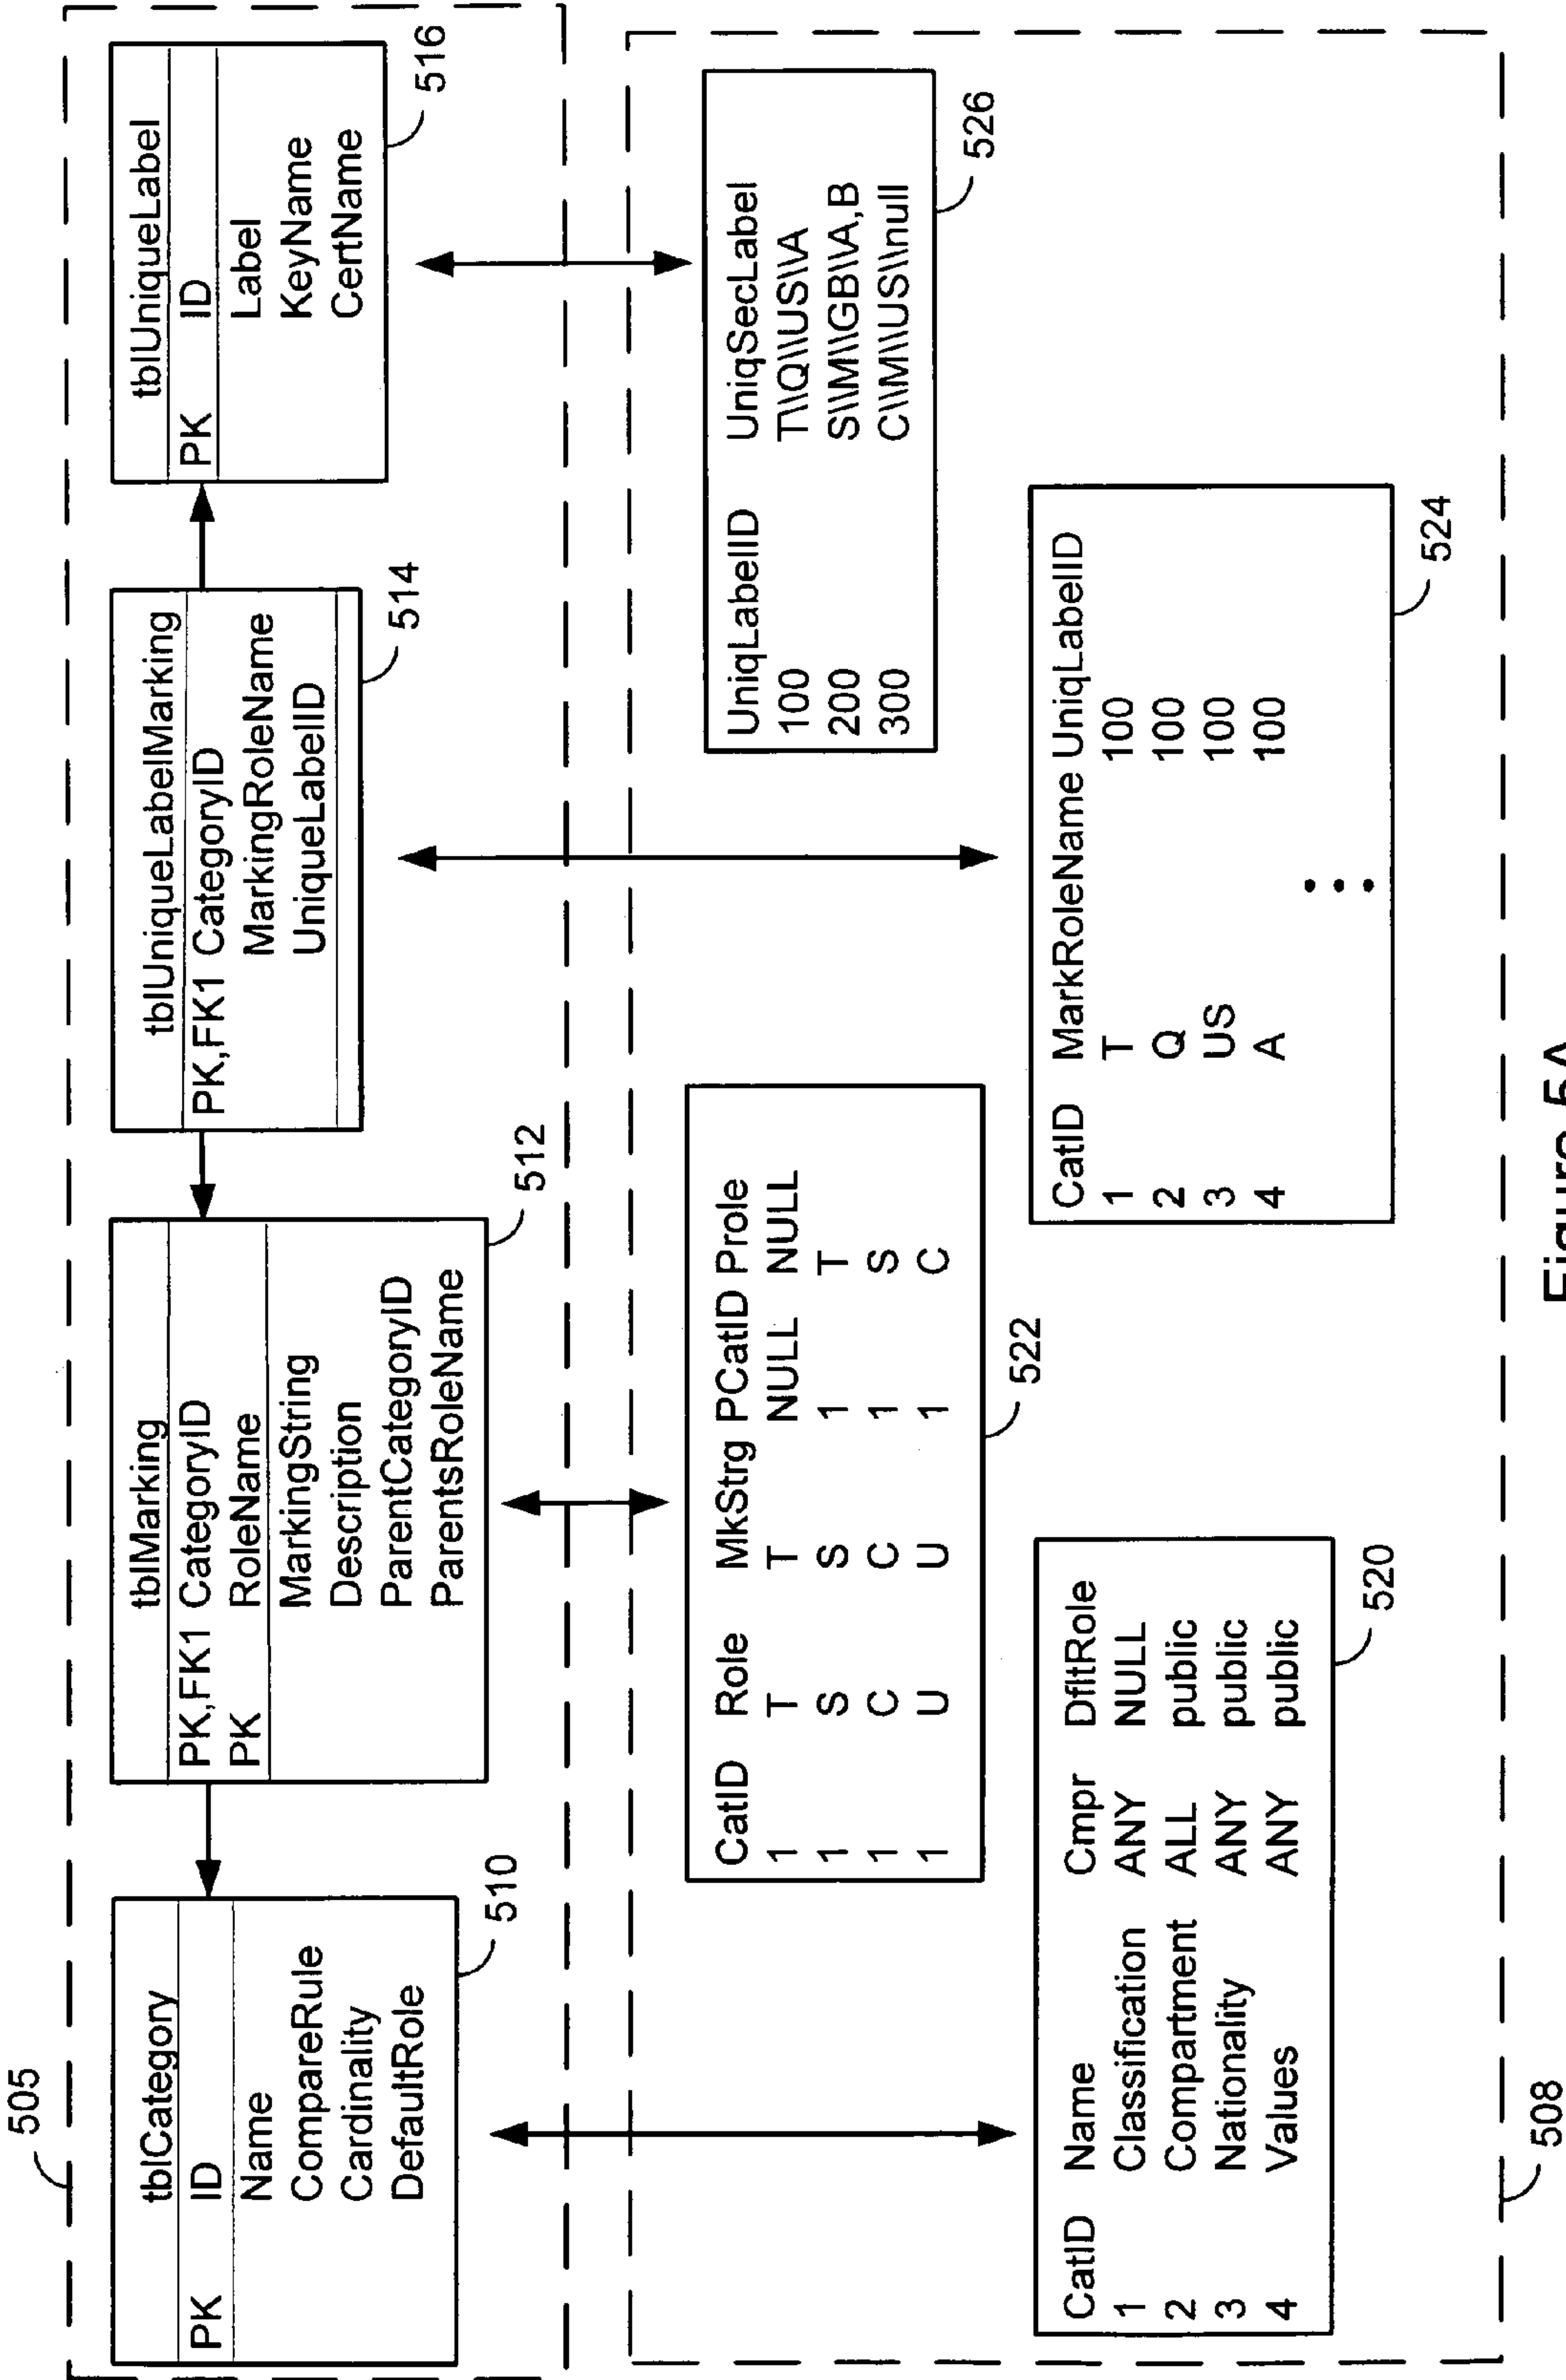 505
tblCategory
PK ID
Name
CompareRule
Cardinality
DefaultRole
510
tblMarking
PK,FK1 CategoryID
PK RoleName
MarkingString
Description
ParentCategoryID
ParentsRoleName
512
tblUniqueLabelMarking
PK,FK1 CategoryID
MarkingRoleName
UniqueLabelID
514
tblUniqueLabel
PK ID
Label
KeyName
CertName
516
CatID Role MkStrg PCatID Prole
1 T T NULL NULL
1 S S 1 T
1 C C 1 S
1 U U 1 C
522
UniqLabelID UniqSecLabel
100 T\\Q\\US\\A
200 S\\M\\GB\\A,B
300 C\\M\\US\\null
526
CatID Name Cmpr DfltRole
1 Classification ANY NULL
2 Compartment ALL public
3 Nationality ANY public
4 Values ANY public
520
CatID MarkRoleName UniqLabelID
1 T 100
2 Q 100
3 US 100
4 A 100
524
508
Figure 5A